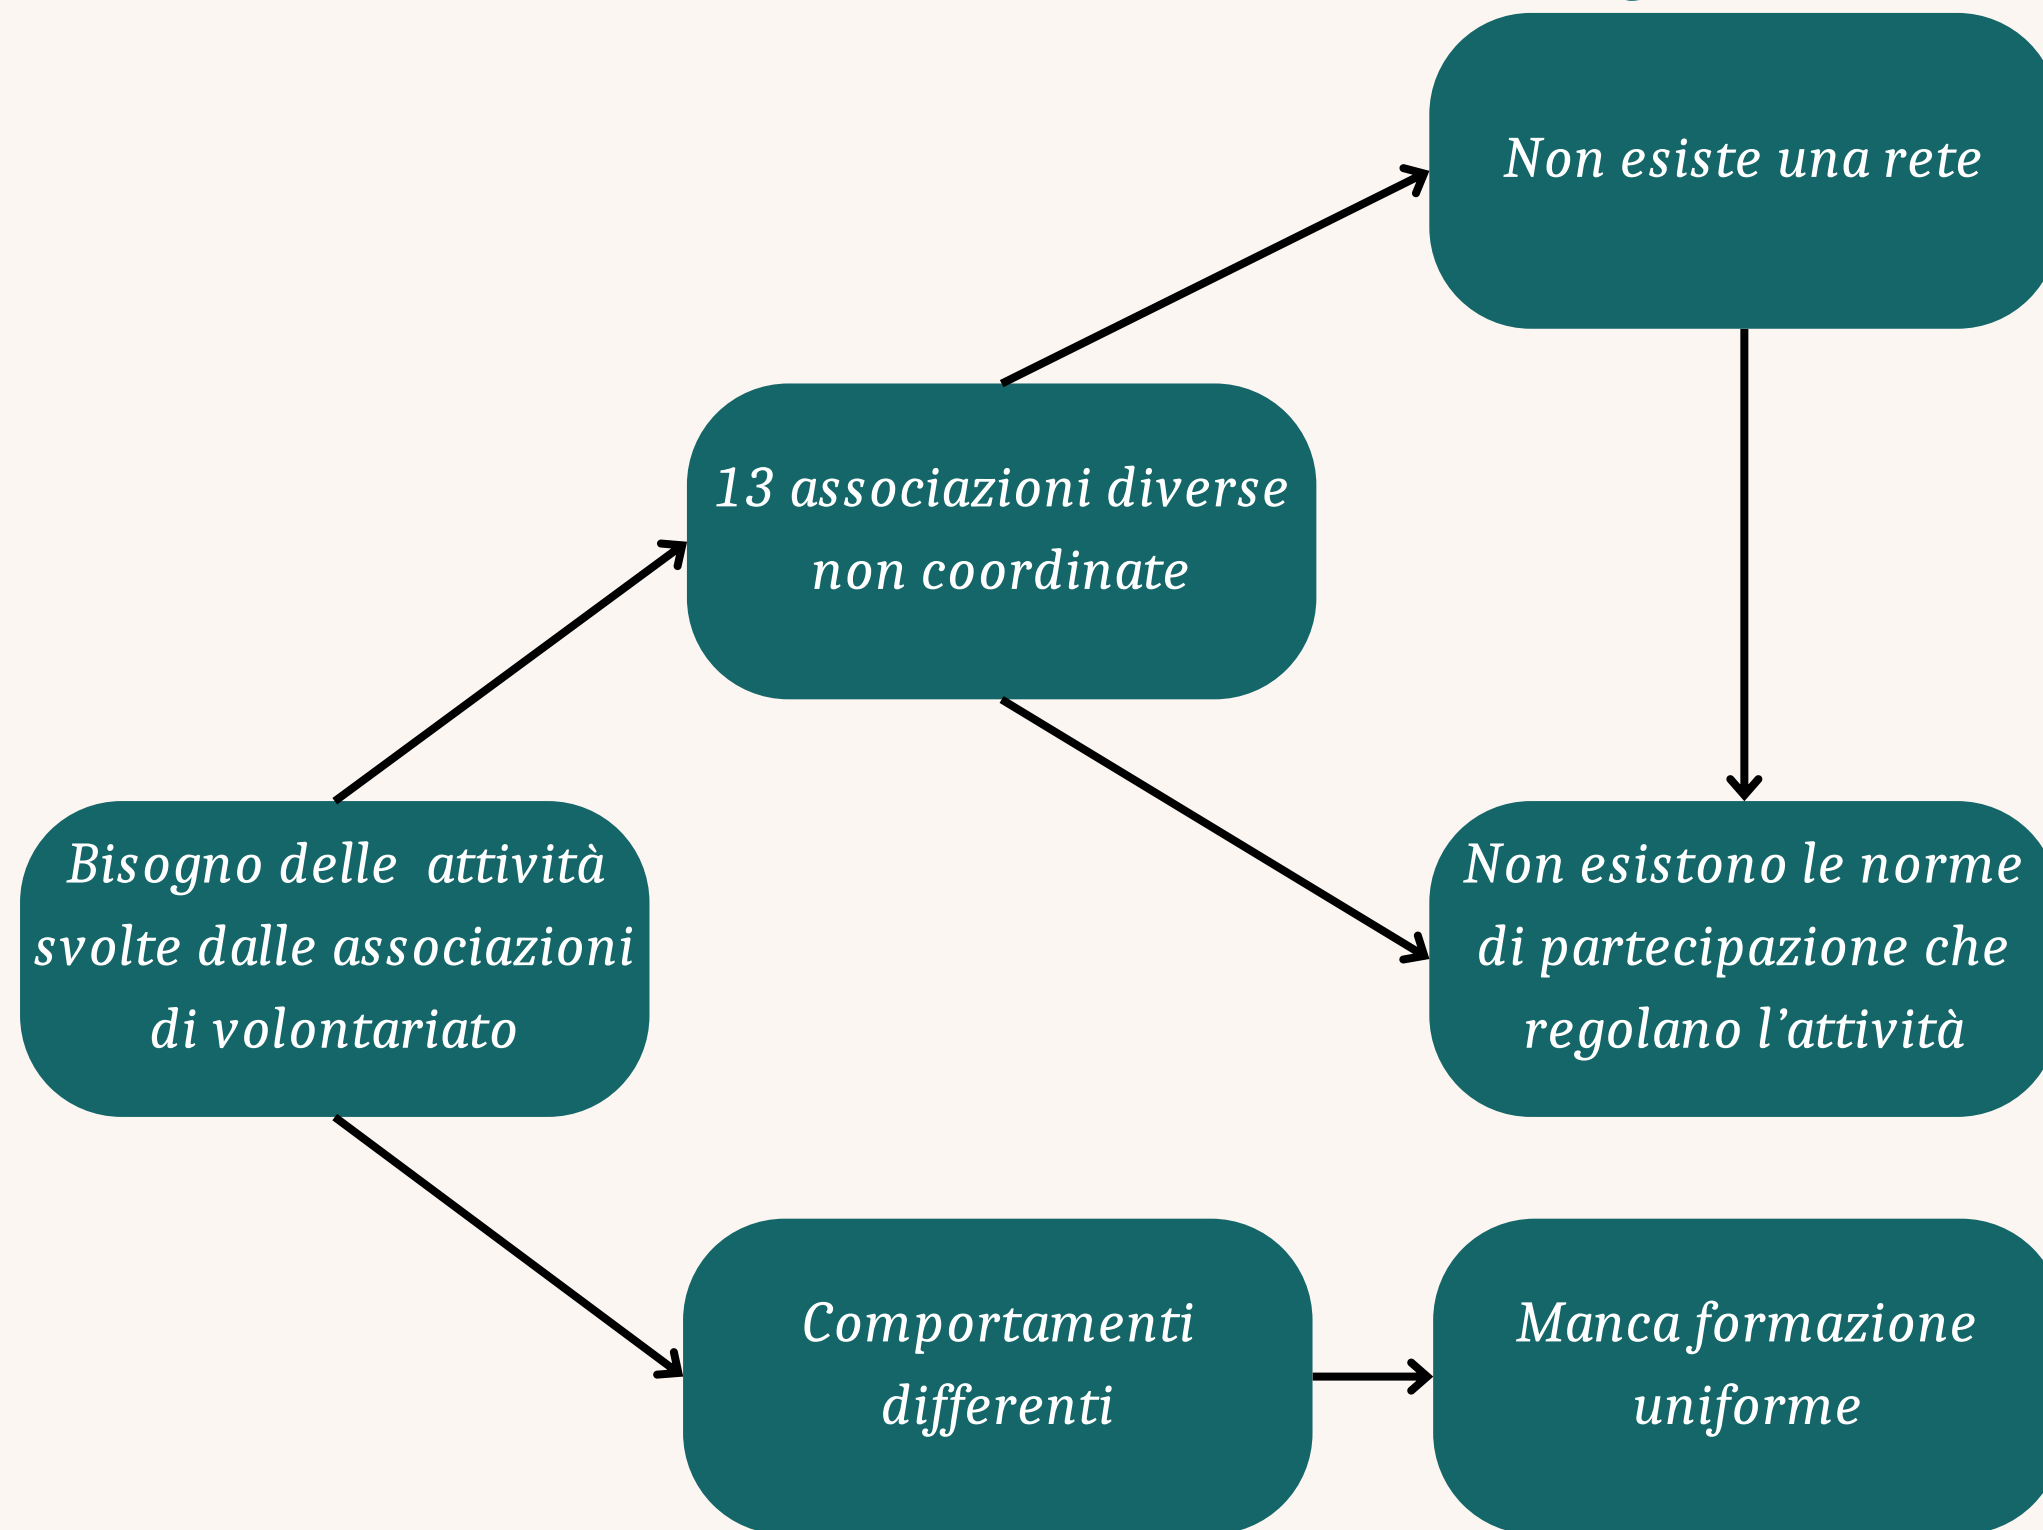 Non esiste una rete
13 associazioni diverse
non coordinate
Bisogno delle  attività
svolte dalle associazioni
di volontariato
Non esistono le norme
di partecipazione che
regolano l’attività
Comportamenti
differenti
Manca formazione
uniforme